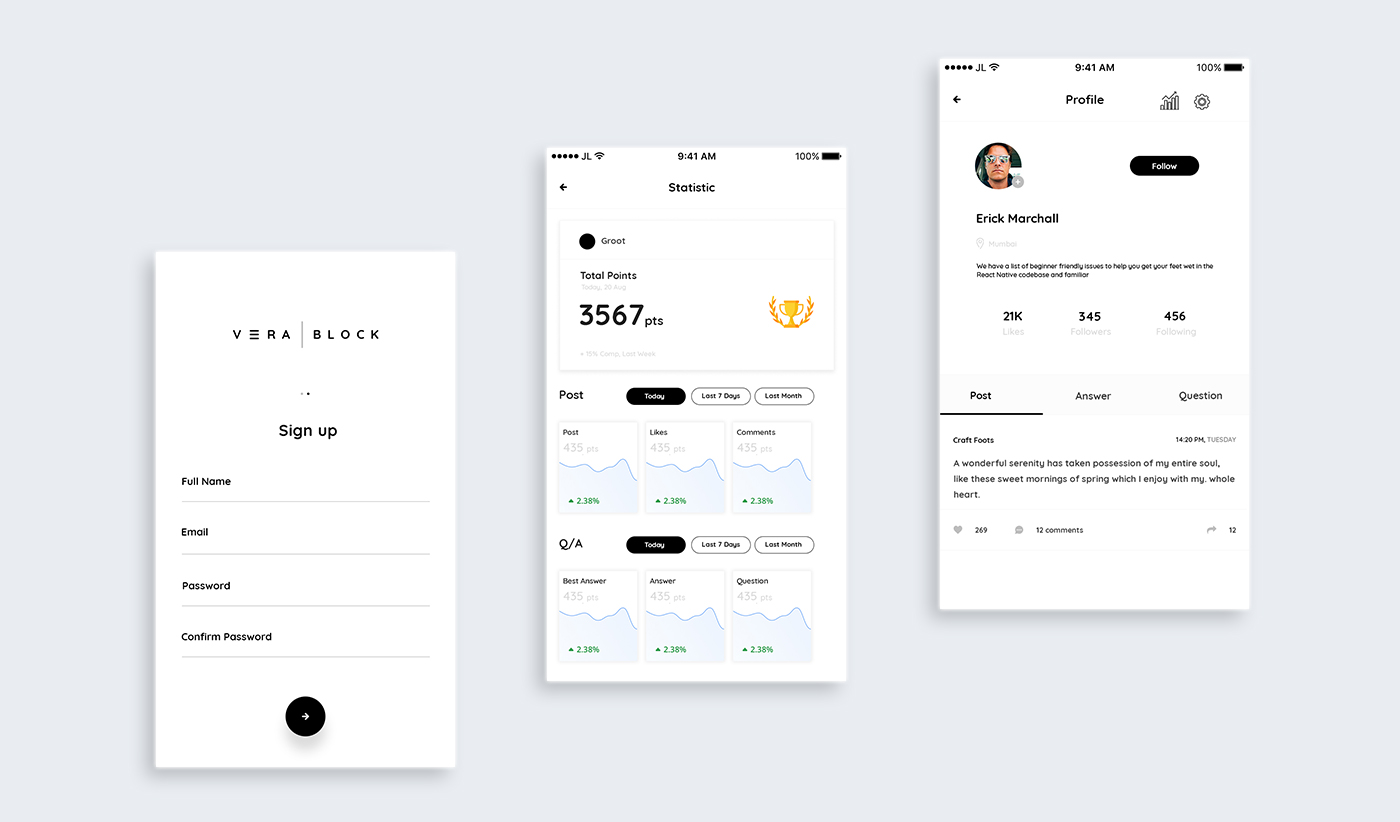 VERA | BLOCK
Sign up
Full Name
Email
Password
Confirm Password
JL 9:41 AM 100%
Statistic
Groot
Total Points
Today, 20 Aug
3567pts
+ 15% Comp, Last Week
Post Today Last 7 Days Last Month
Post Likes Comments
435 pts 435 pts 435 pts
2.38% 2.38% 2.38%
Q/A Today Last 7 Days Last Month
Best Answer Answer Question
435 pts 435 pts 435 pts
2.38% 2.38% 2.38%
JL 9:41 AM 100%
Profile
Follow
Erick Marchall
Mumbai
We have a list of beginner friendly issues to help you get your feet wet in the
React Native codebase and familiar
21K 345 456
Likes Followers Following
Post Answer Question
Craft Foots 14:20 PM, TUESDAY
A wonderful serenity has taken possession of my entire soul,
like these sweet mornings of spring which I enjoy with my. whole
heart.
269 12 comments 12